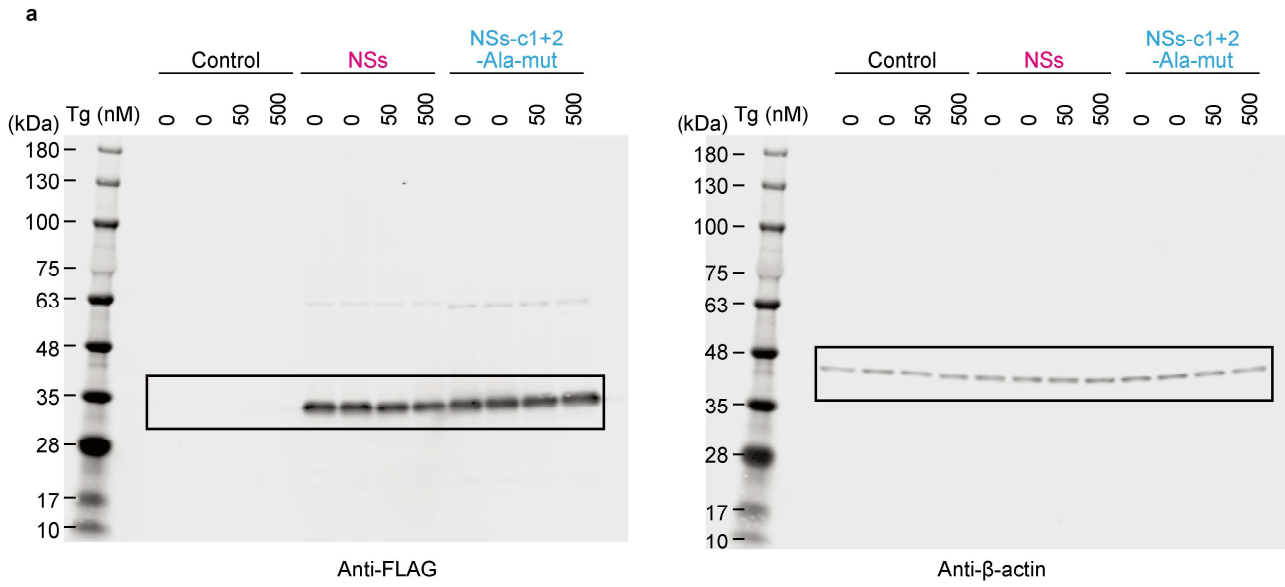 a
Control NSs NSs-c1+2
-Ala-mut
(kDa) Tg (nM) 0 0 50 500 0 0 50 500 0 0 50 500
180
130
100
75
63
48
35
28
17
10
Anti-FLAG
Control NSs NSs-c1+2
-Ala-mut
(kDa) Tg (nM) 0 0 50 500 0 0 50 500 0 0 50 500
180
130
100
75
63
48
35
28
17
10
Anti-β-actin